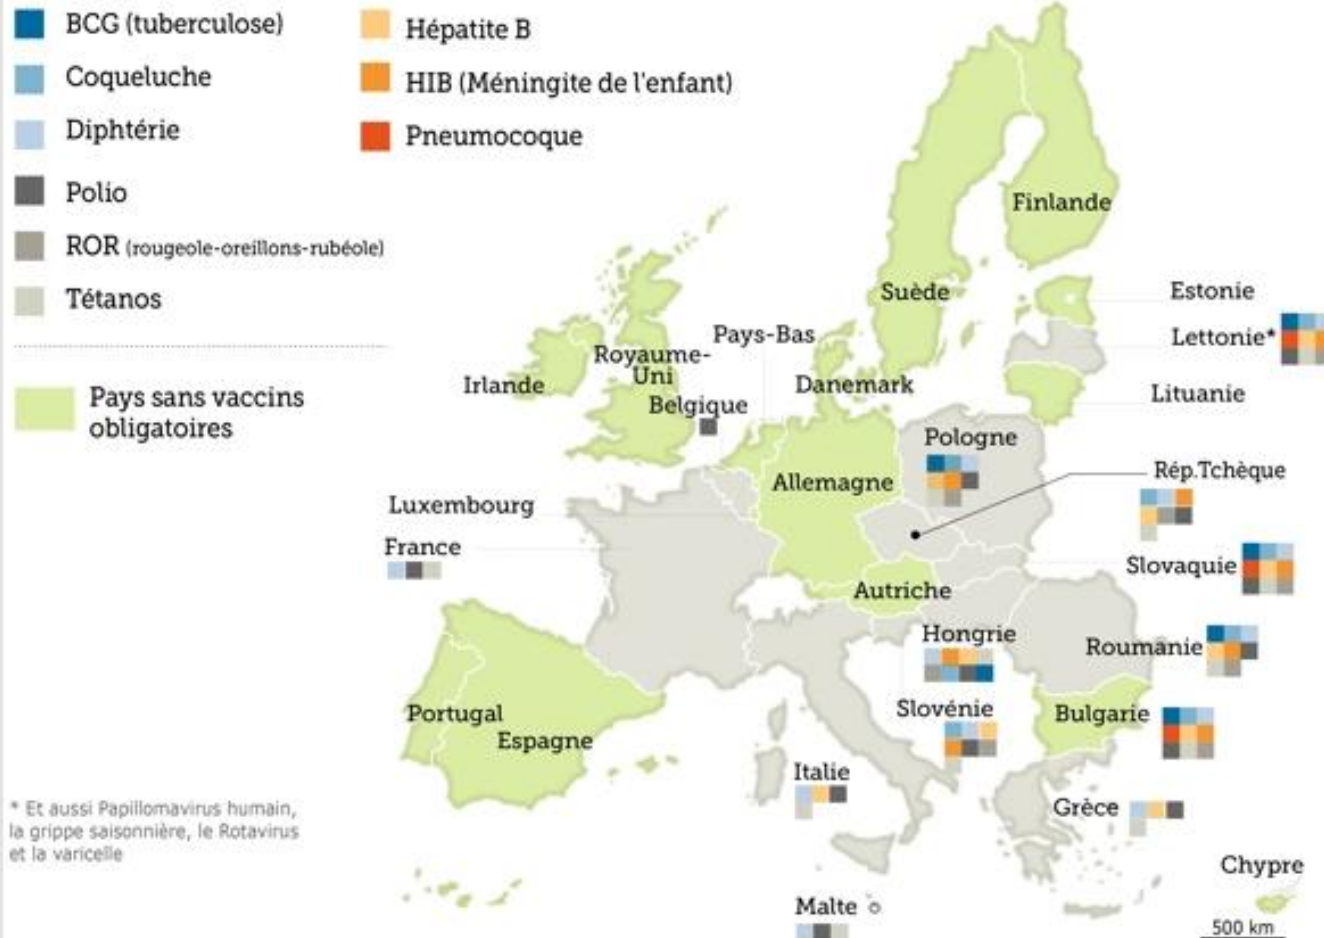 BCG (tuberculose)
Coqueluche
Diphtérie
Polio
ROR (rougeole-oreillons-rubéole)
Tétanos
Hépatite B
HIB (Méningite de l'enfant)
Pneumocoque
Pays sans vaccins
obligatoires
Finlande
Suède
Estonie
Lettonie*
Lituanie
Pays-Bas
Royaume-
Uni
Irlande
Danemark
Belgique
Pologne
Rép.Tchèque
Allemagne
Luxembourg
France
Slovaquie
Autriche
Hongrie
Roumanie
Slovénie
Bulgarie
Portugal
Espagne
Italie
Grèce
Chypre
Malte
500 km
* Et aussi Papillomavirus humain,
la grippe saisonnière, le Rotavirus
et la varicelle